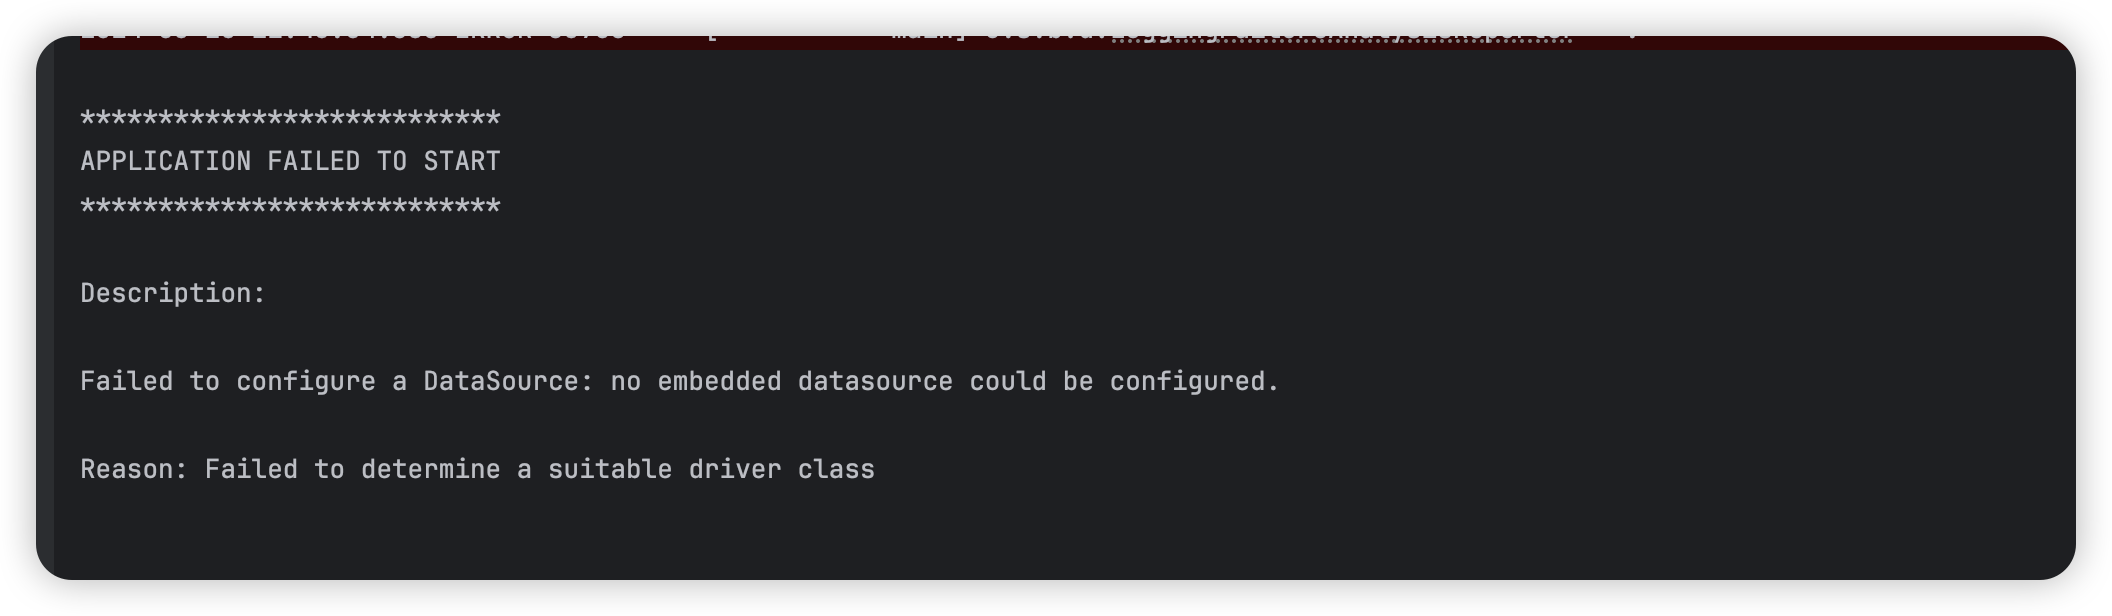 ***************************
APPLICATION FAILED TO START
***************************
Description:
Failed to configure a DataSource: no embedded datasource could be configured.
Reason: Failed to determine a suitable driver class